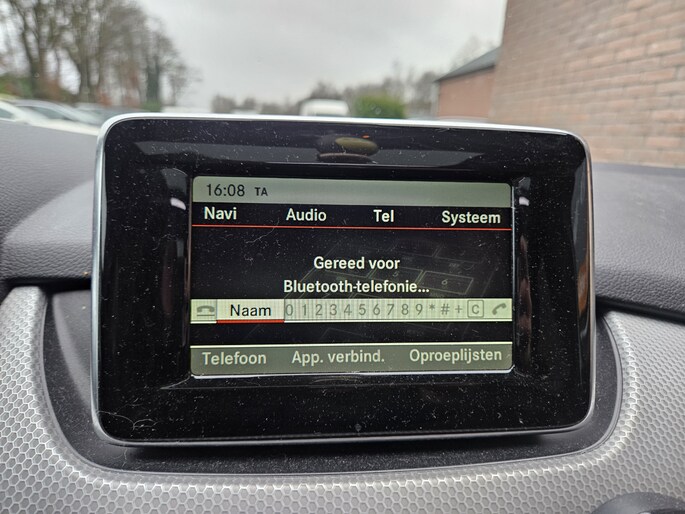 16:08 TA
Navi Audio Tel Systeem
Gereed voor
Bluetooth-telefonie...
Naam 0 1 2 3 4 5 6 7 8 9 * # + C
Telefoon App. verbind. Oproeplijsten